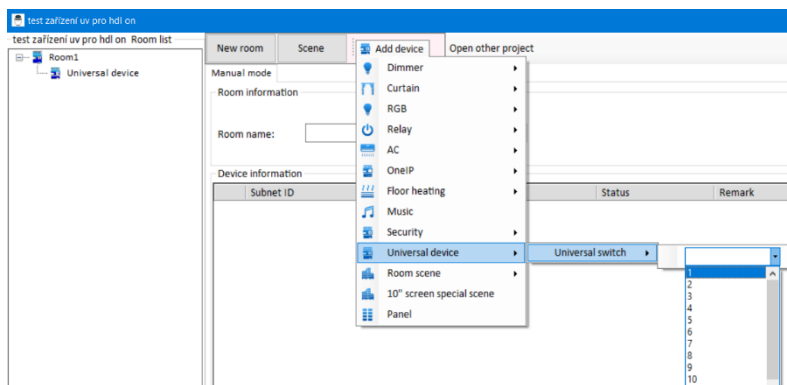 test zařízení uv pro hdl on
test zařízení uv pro hdl on Room list
Room1
Universal device
New room Scene Add device Open other project
Manual mode
Room information
Room name:
Device information
Subnet ID Status Remark
Dimmer
Curtain
RGB
Relay
AC
OneIP
Floor heating
Music
Security
Universal device
Room scene
10" screen special scene
Panel
Universal switch
1
2
3
4
5
6
7
8
9
10